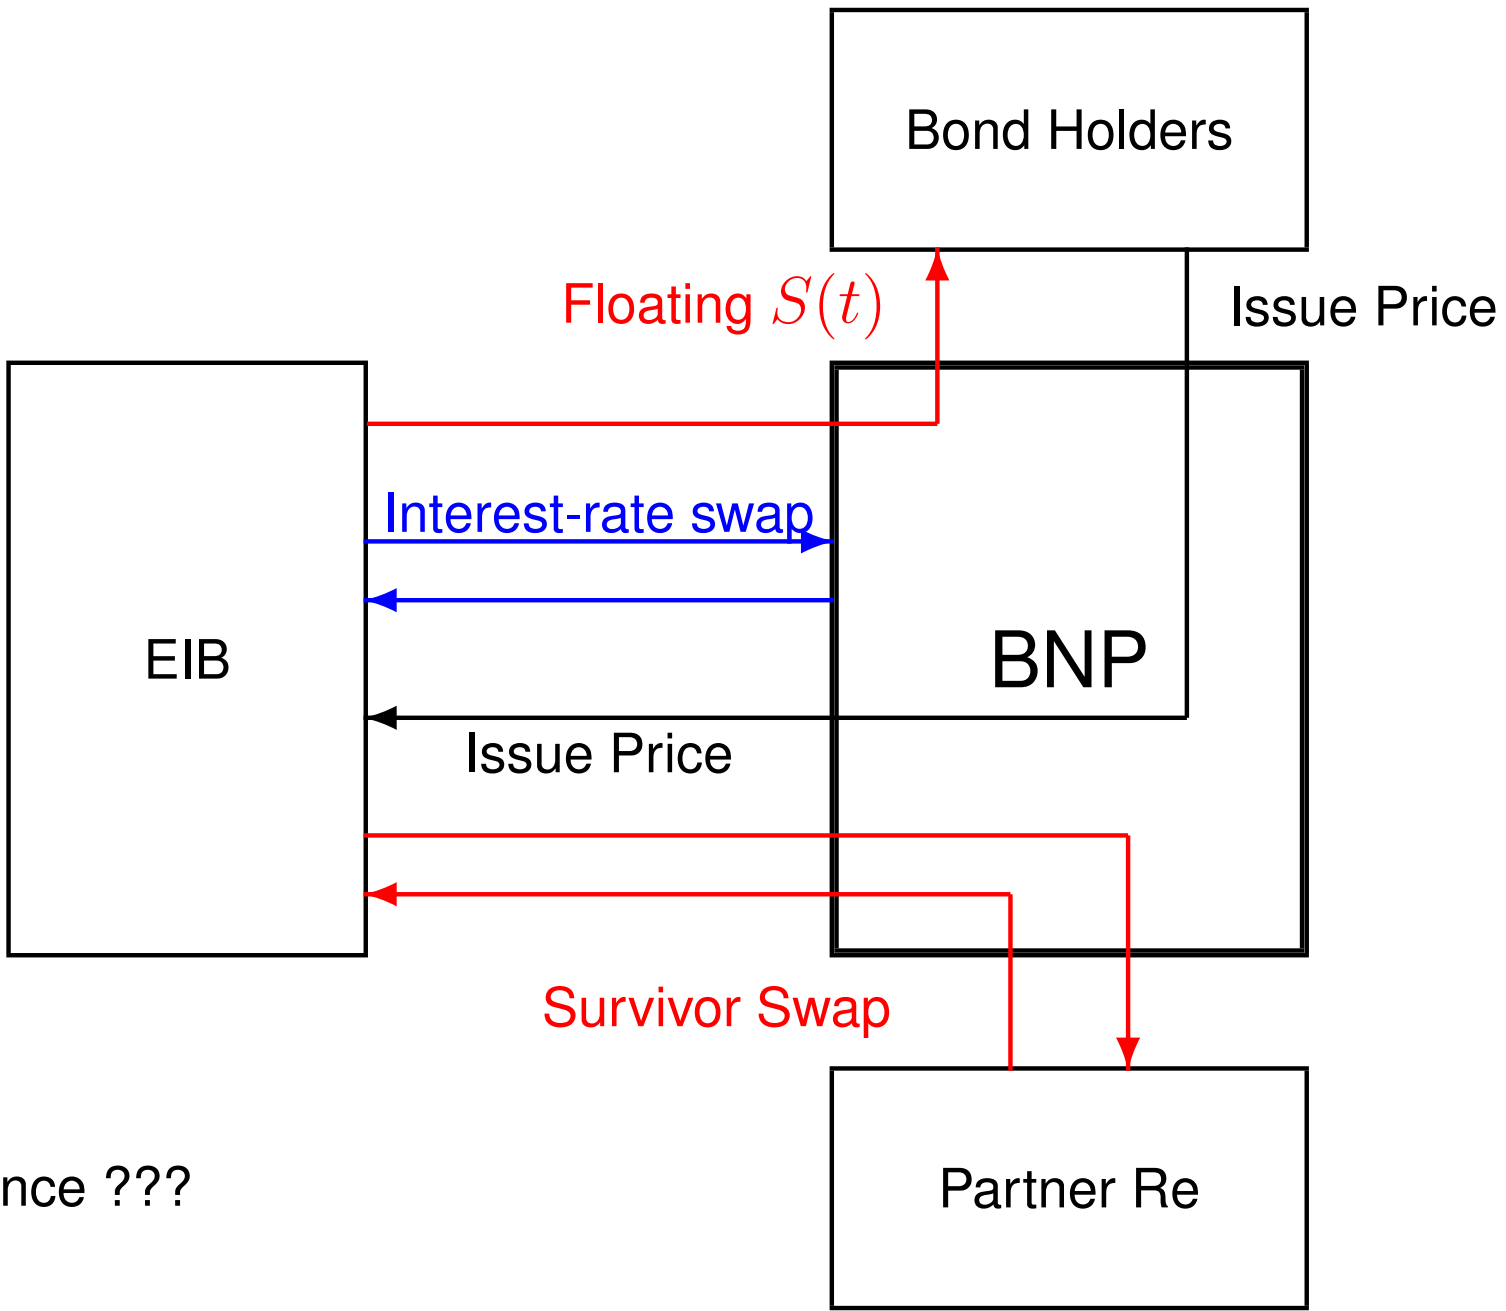 Bond Holders
Floating S(t)
Issue Price
Interest-rate swap
EIB
BNP
Issue Price
Survivor Swap
nce ???
Partner Re